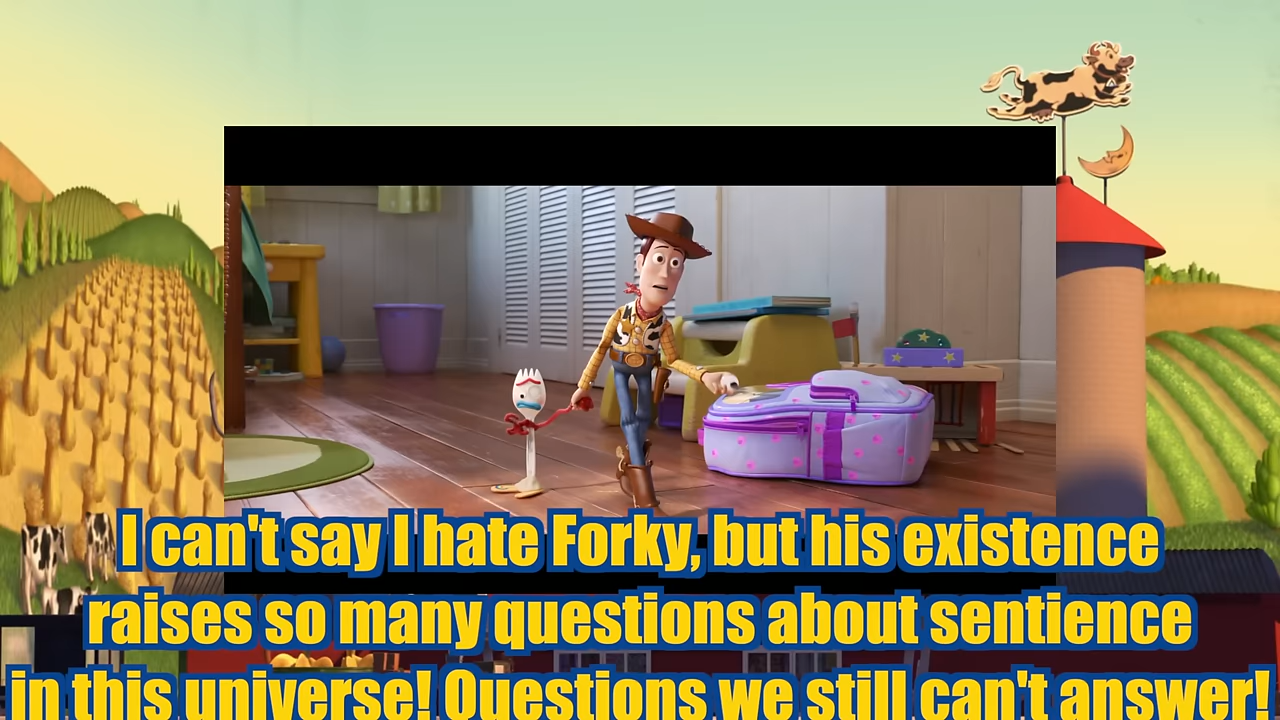 I can't say I hate Forky, but his existence
raises so many questions about sentience
in this universe! Questions we still can't answer!